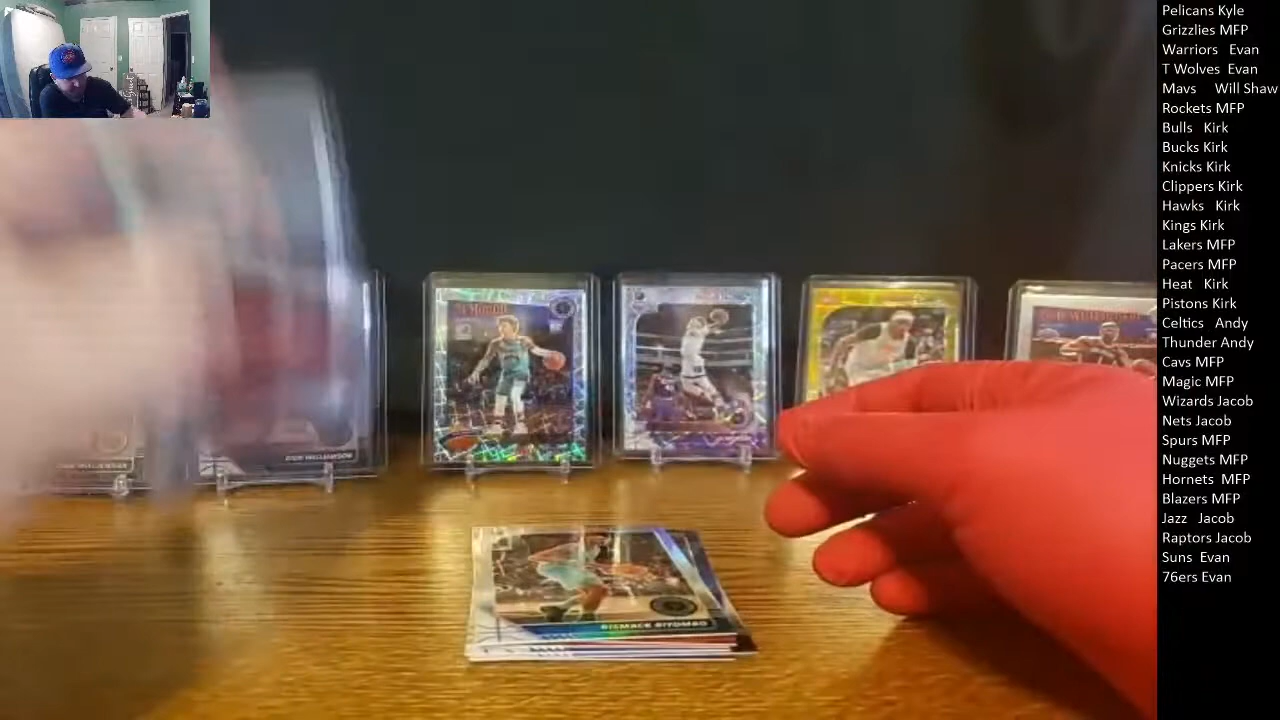 Pelicans Kyle
Grizzlies MFP
Warriors Evan
T Wolves Evan
Mavs Will Shaw
Rockets MFP
Bulls Kirk
Bucks Kirk
Knicks Kirk
Clippers Kirk
Hawks Kirk
Kings Kirk
Lakers MFP
Pacers MFP
Heat Kirk
Pistons Kirk
Celtics Andy
Thunder Andy
Cavs MFP
Magic MFP
Wizards Jacob
Nets Jacob
Spurs MFP
Nuggets MFP
Hornets MFP
Blazers MFP
Jazz Jacob
Raptors Jacob
Suns Evan
76ers Evan
ZION WILLIAMSON
BISMACK BIYOMBO